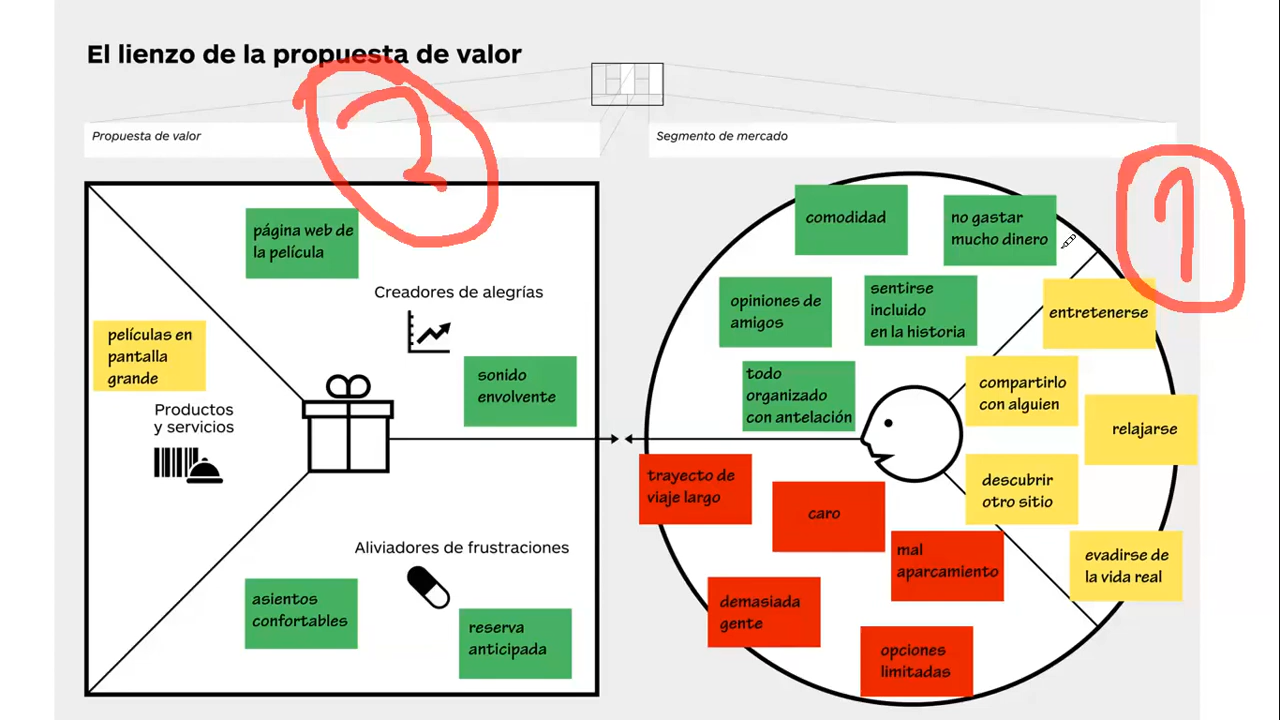 El lienzo de la propuesta de valor
2
Propuesta de valor
Segmento de mercado
1
página web de
la película
Creadores de alegrías
películas en
pantalla
grande
sonido
envolvente
Productos
y servicios
Aliviadores de frustraciones
asientos
confortables
reserva
anticipada
comodidad
no gastar
mucho dinero
opiniones de
amigos
sentirse
incluido
en la historia
todo
organizado
con antelación
entretenerse
compartirlo
con alguien
relajarse
descubrir
otro sitio
evadirse de
la vida real
trayecto de
viaje largo
caro
mal
aparcamiento
demasiada
gente
opciones
limitadas